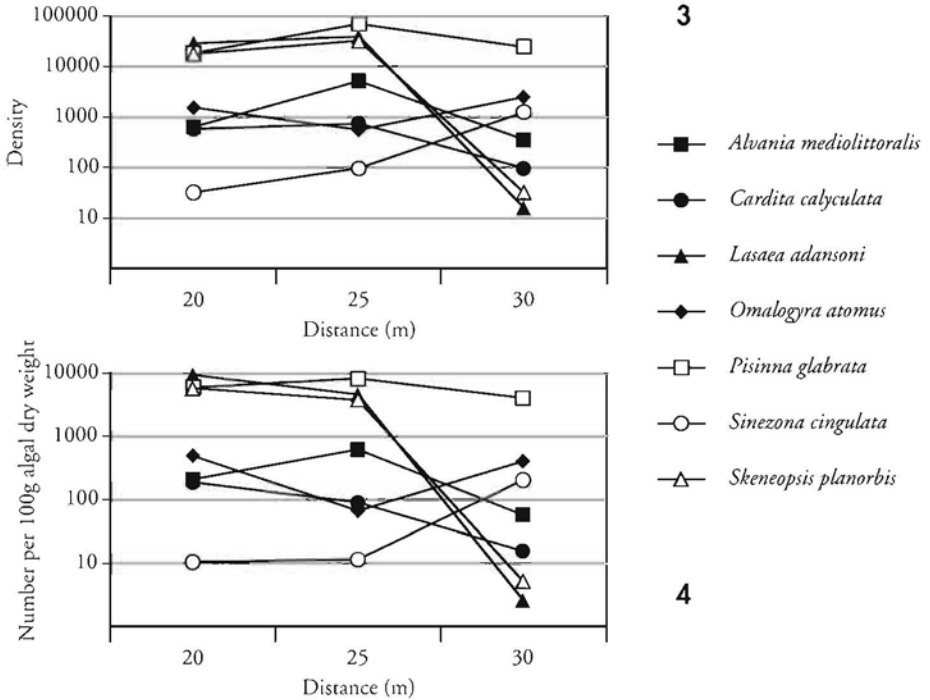 3
100000
10000
1000
100
10
Density
20 25 30
Distance (m)
Alvania mediolittoralis
Cardita calyculata
Lasaea adansoni
Omalogyra atomus
Pisinna glabrata
Sinezona cingulata
Skeneopsis planorbis
10000
1000
100
10
Number per 100g algal dry weight
20 25 30
Distance (m)
4